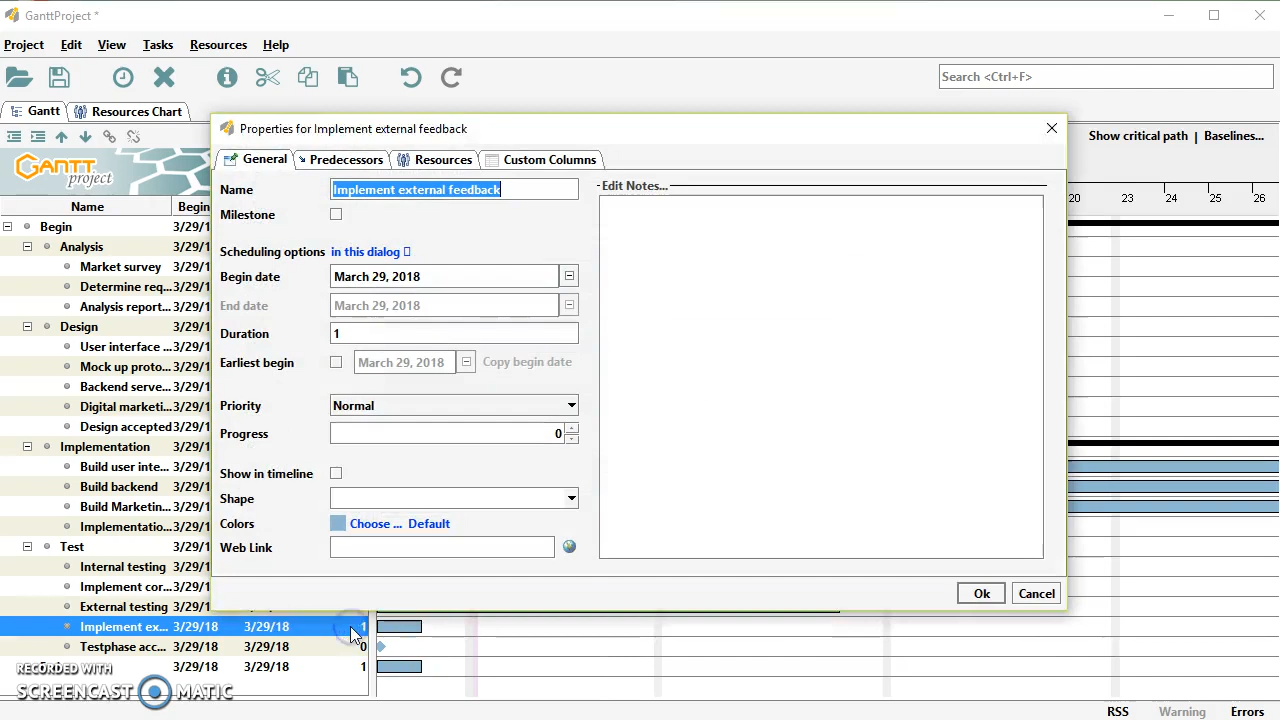 GanttProject *
Project Edit View Tasks Resources Help
Search <Ctrl+F>
Gantt Resources Chart
Properties for Implement external feedback
Show critical path | Baselines...
GANTT project
General Predecessors Resources Custom Columns
Name Begin
20 23 24 25 26
Name Implement external feedback
Edit Notes...
Milestone
Scheduling options in this dialog
Begin date March 29, 2018
End date March 29, 2018
Duration 1
Earliest begin March 29, 2018 Copy begin date
Priority Normal
Progress 0
Show in timeline
Shape
Colors Choose ... Default
Web Link
Ok Cancel
Begin 3/29/1
Analysis 3/29/1
Market survey 3/29/1
Determine req... 3/29/1
Analysis report... 3/29/1
Design 3/29/1
User interface ... 3/29/1
Mock up proto... 3/29/1
Backend serve... 3/29/1
Digital marketi... 3/29/1
Design accepted 3/29/1
Implementation 3/29/1
Build user inte... 3/29/1
Build backend 3/29/1
Build Marketin... 3/29/1
Implementatio... 3/29/1
Test 3/29/1
Internal testing 3/29/1
Implement cor... 3/29/1
External testing 3/29/1
Implement ex... 3/29/18 3/29/18 1
Testphase acc... 3/29/18 3/29/18 0
3/29/18 3/29/18 1
RECORDED WITH
SCREENCAST MATIC
RSS Warning Errors